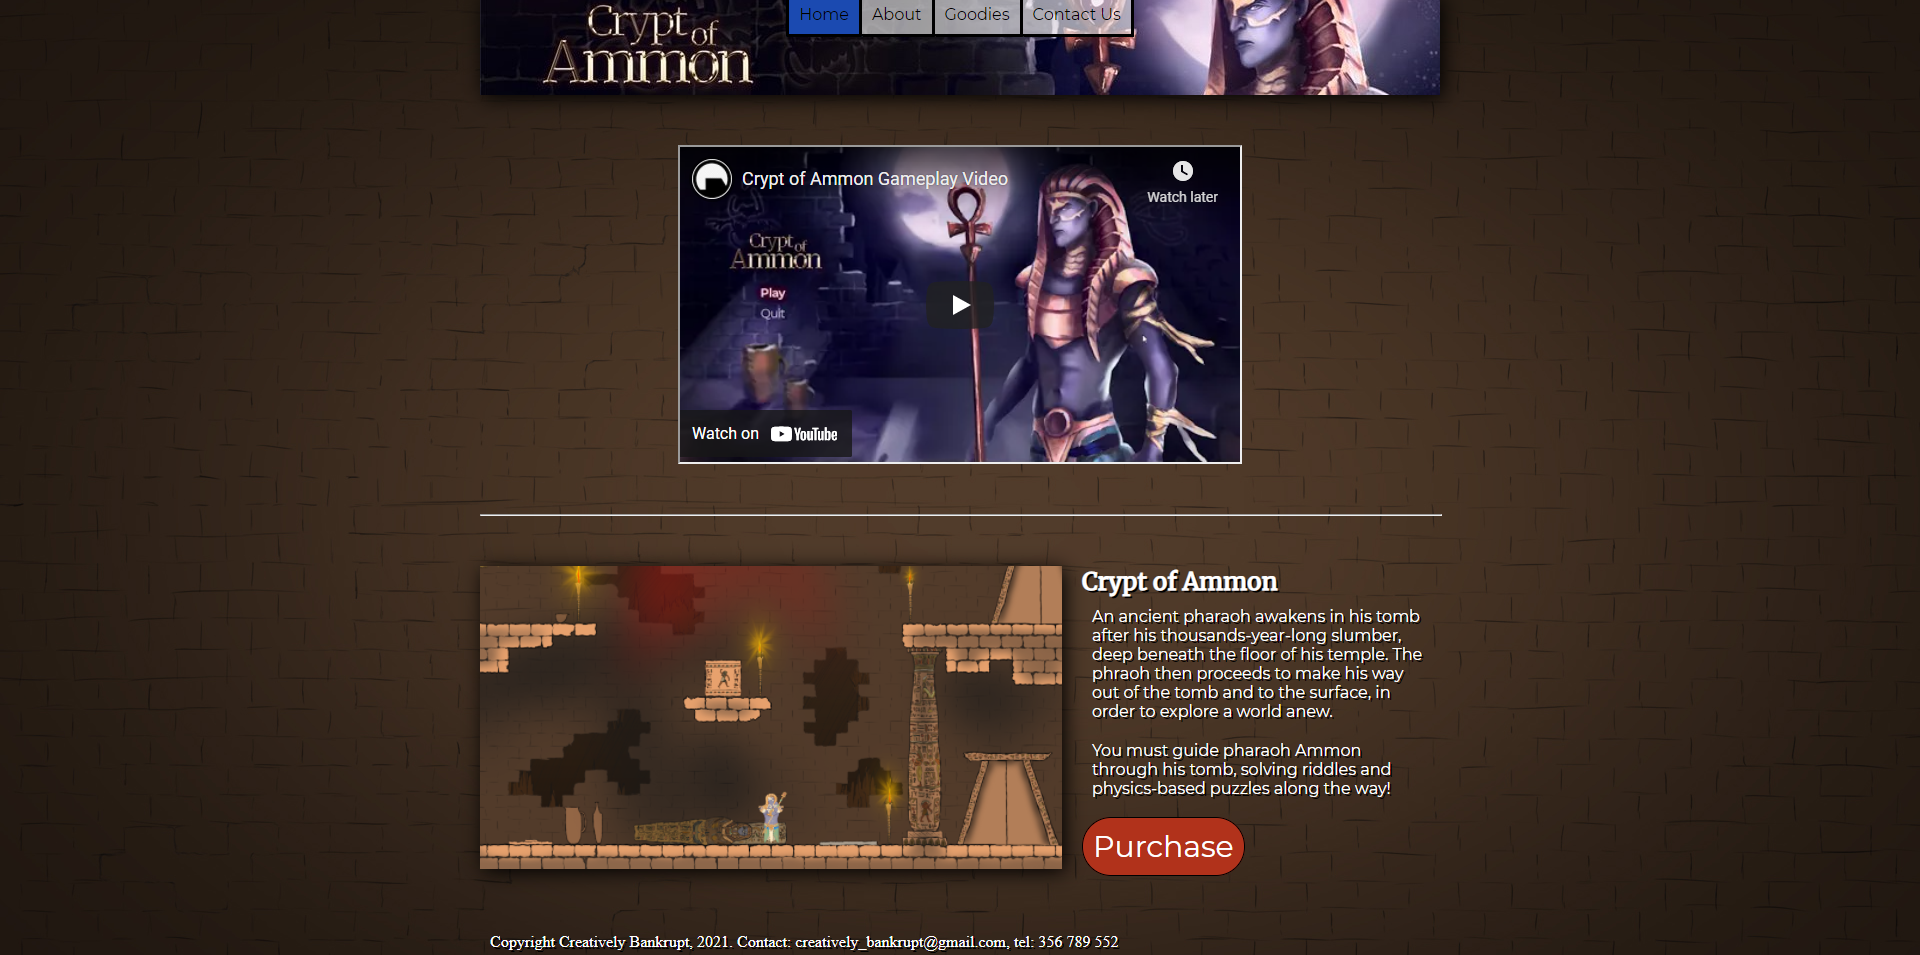 Crypt of
Ammon
Home About Goodies Contact Us
Crypt of Ammon Gameplay Video
Watch later
Crypt of
Ammon
Play
Quit
Watch on YouTube
Crypt of Ammon
An ancient pharaoh awakens in his tomb
after his thousands-year-long slumber,
deep beneath the floor of his temple. The
phraoh then proceeds to make his way
out of the tomb and to the surface, in
order to explore a world anew.
You must guide pharaoh Ammon
through his tomb, solving riddles and
physics-based puzzles along the way!
Purchase
Copyright Creatively Bankrupt, 2021. Contact: creatively_bankrupt@gmail.com, tel: 356 789 552